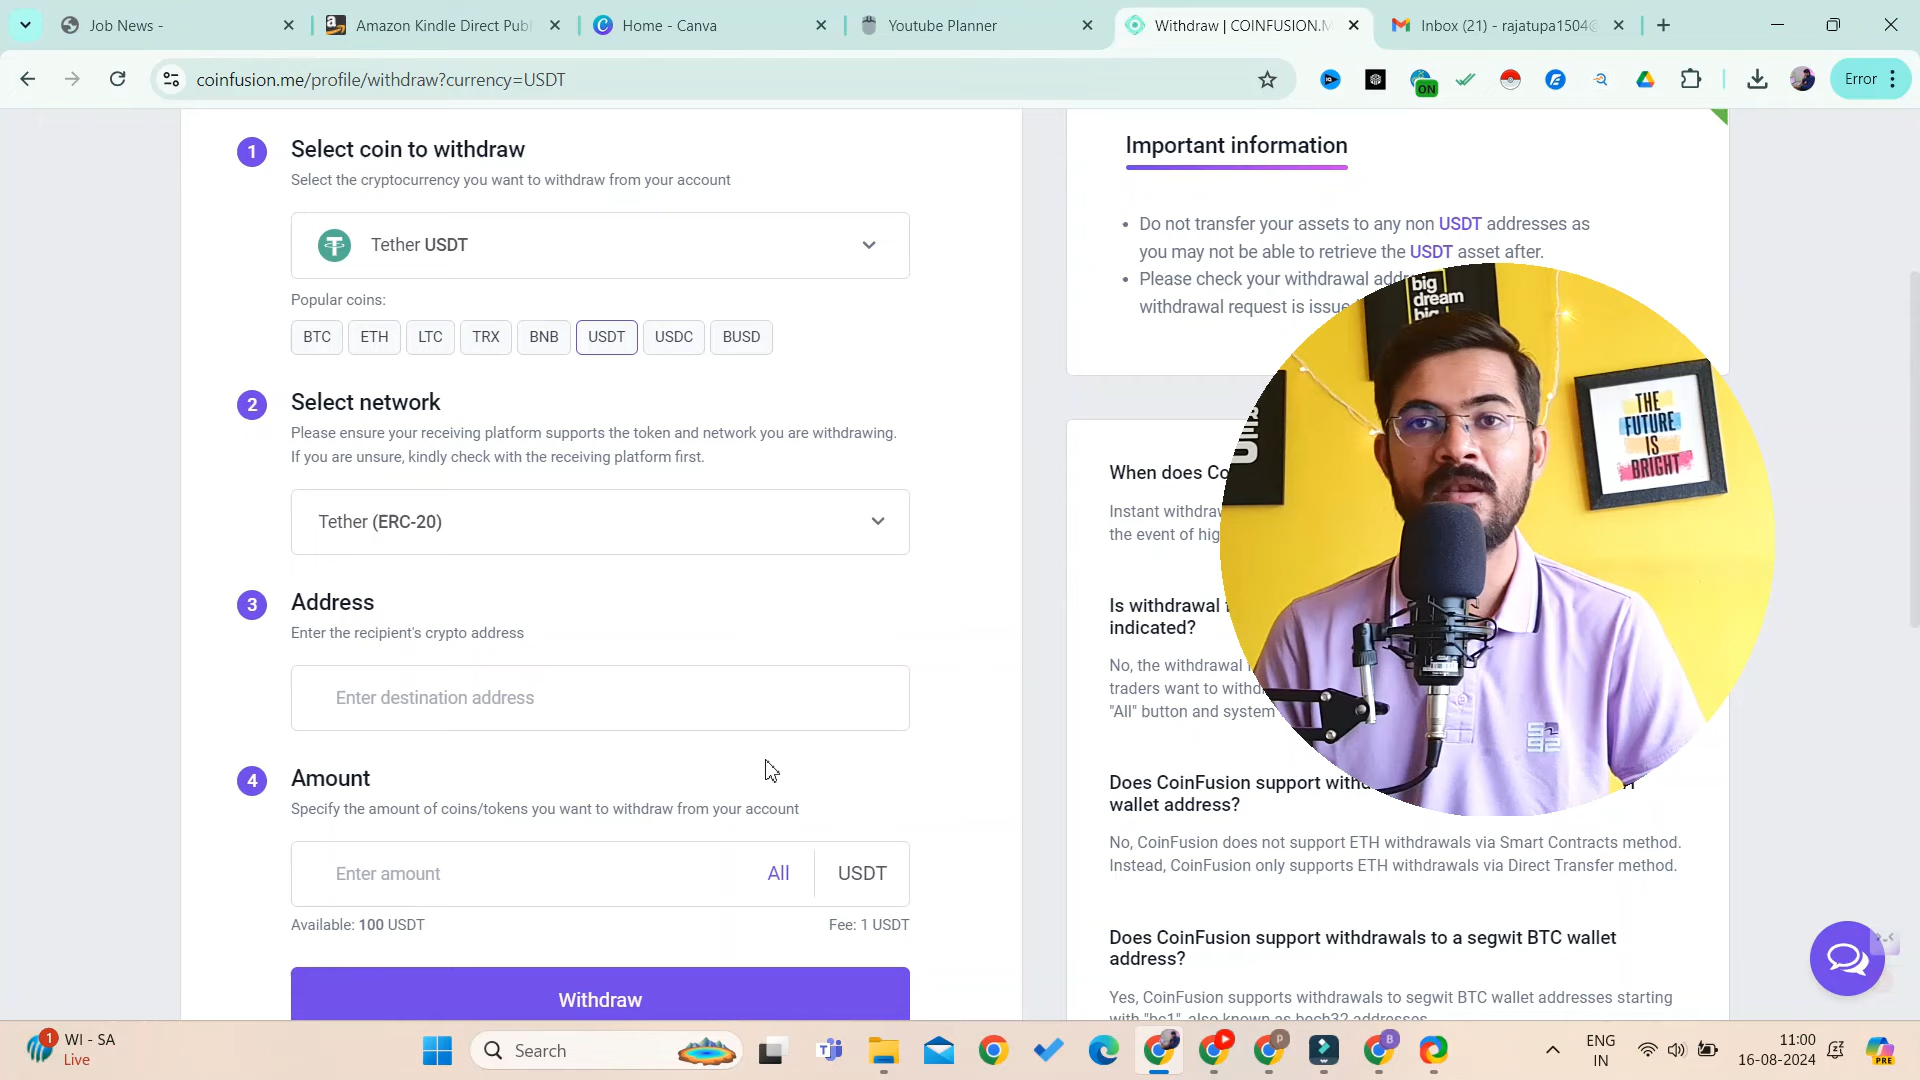 Job News -
Amazon Kindle Direct Publ
Home - Canva
Youtube Planner
Withdraw | COINFUSION.M
Inbox (21) - rajatupa1504@
coinfusion.me/profile/withdraw?currency=USDT
ON
Error
1
Select coin to withdraw
Select the cryptocurrency you want to withdraw from your account
Tether USDT
Popular coins:
BTC
ETH
LTC
TRX
BNB
USDT
USDC
BUSD
2
Select network
Please ensure your receiving platform supports the token and network you are withdrawing.
If you are unsure, kindly check with the receiving platform first.
Tether (ERC-20)
3
Address
Enter the recipient's crypto address
Enter destination address
4
Amount
Specify the amount of coins/tokens you want to withdraw from your account
Enter amount
All
USDT
Available: 100 USDT
Fee: 1 USDT
Withdraw
Important information
Do not transfer your assets to any non USDT addresses as
you may not be able to retrieve the USDT asset after.
Please check your withdrawal
withdrawal request is
When does
Instant
the event of
Is withdrawal
indicated?
No, the withdrawal
traders want to
"All" button and system
Does CoinFusion support
wallet address?
No, CoinFusion does not support ETH withdrawals via Smart Contracts method.
Instead, CoinFusion only supports ETH withdrawals via Direct Transfer method.
Does CoinFusion support withdrawals to a segwit BTC wallet
address?
Yes, CoinFusion supports withdrawals to segwit BTC wallet addresses starting
with "bc1", also known as bech32 addresses.
big
dream
big
THE
FUTURE
IS
BRIGHT
1
WI - SA
Live
Search
ENG
IN
11:00
16-08-2024
PRE